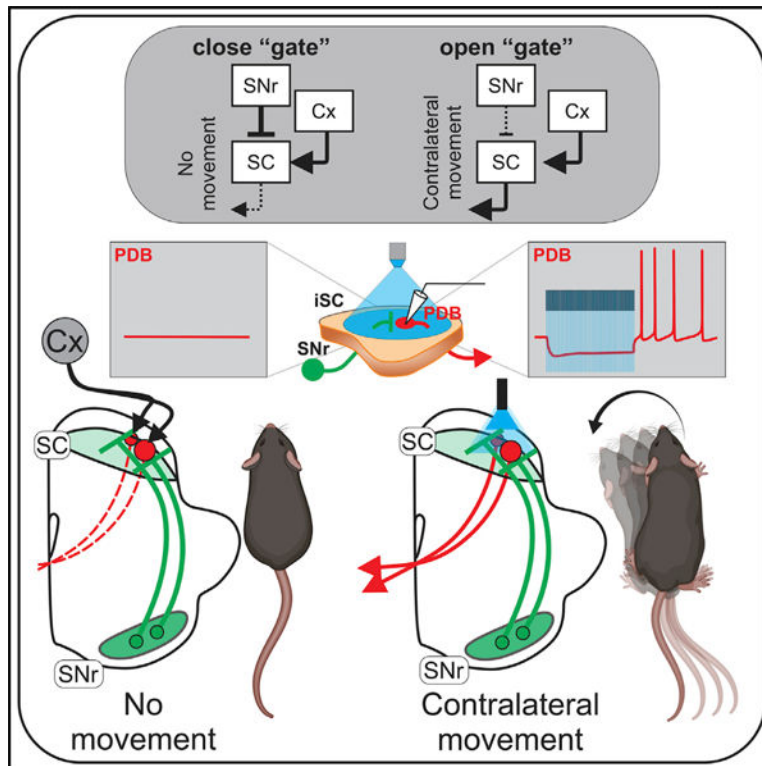 close "gate"
open "gate"
SNr
Cx
SC
No
movement
SNr
Cx
SC
Contralateral
movement
PDB
iSC
PDB
SNr
PDB
Cx
SC
SNr
No
movement
SC
SNr
Contralateral
movement